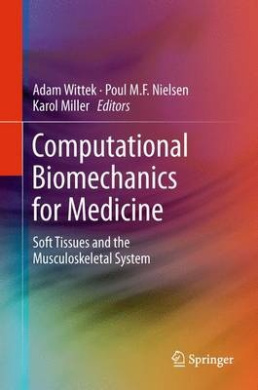 Adam Wittek · Poul M.F. Nielsen
Karol Miller Editors
Computational
Biomechanics
for Medicine
Soft Tissues and the
Musculoskeletal System
Springer